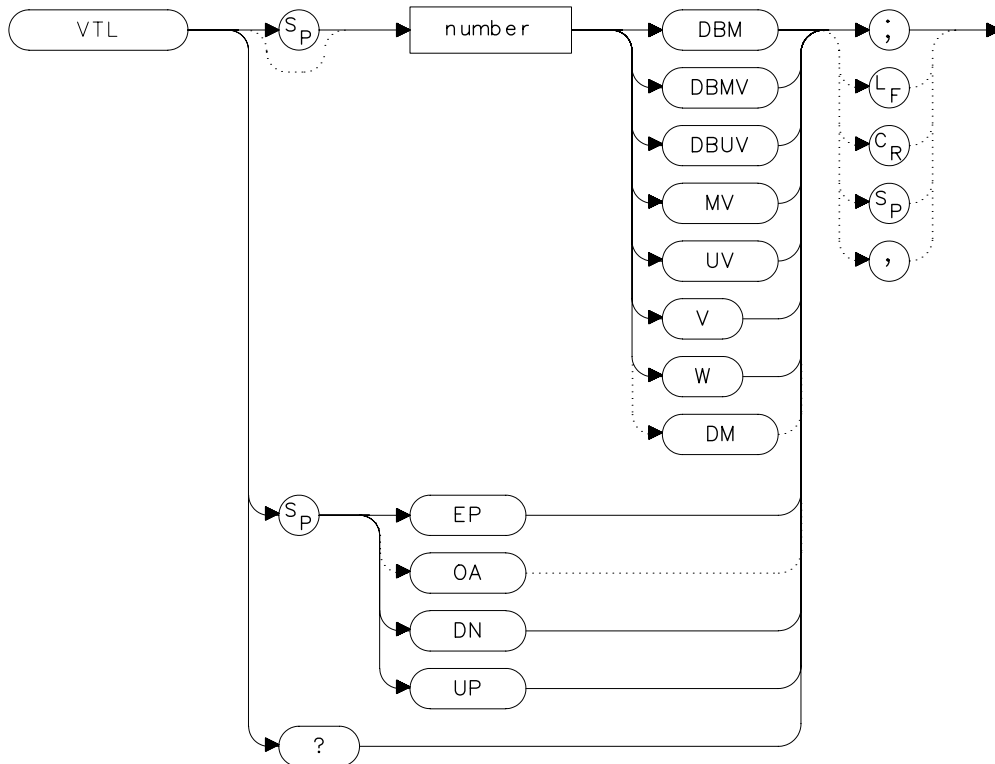 VTL SP number DBM ;
DBMV LF
DBUV CR
MV SP
UV ,
V
W
DM
SP EP
OA
DN
UP
?